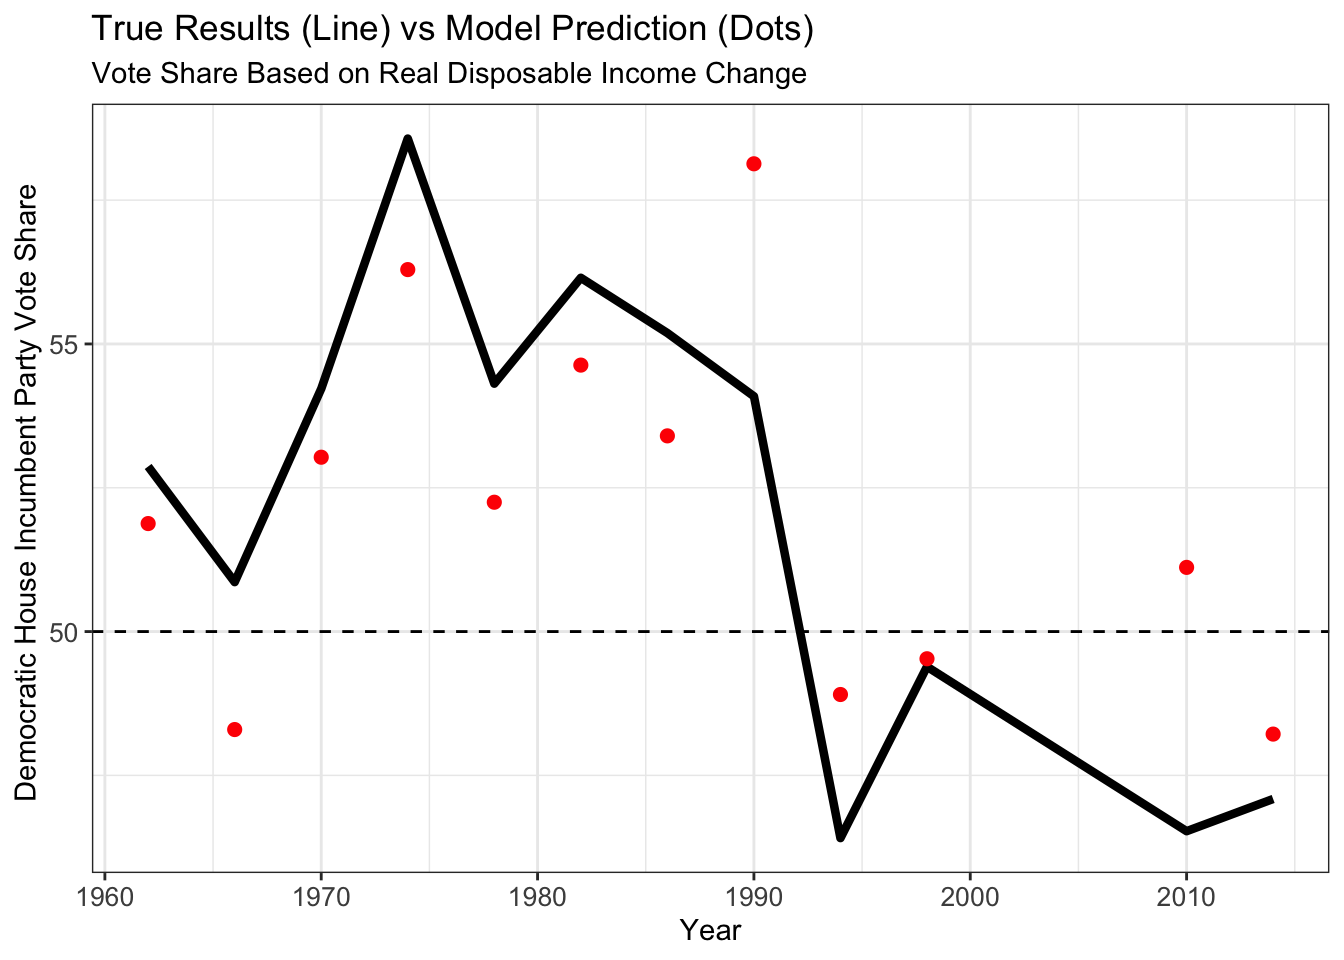 True Results (Line) vs Model Prediction (Dots)
Vote Share Based on Real Disposable Income Change
Democratic House Incumbent Party Vote Share
55
50
1960
1970
1980
1990
2000
2010
Year